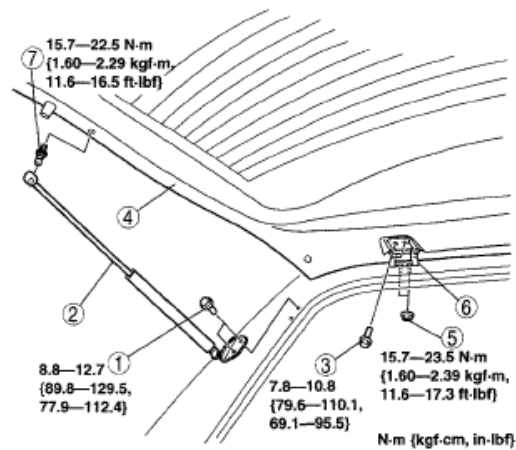 15.7—22.5 N·m
{1.60—2.29 kgf·m,
11.6—16.5 ft·lbf}
7
4
2
1
8.8—12.7
{89.8—129.5,
77.9—112.4}
3
7.8—10.8
{79.6—110.1,
69.1—95.5}
6
5
15.7—23.5 N·m
{1.60—2.39 kgf·m,
11.6—17.3 ft·lbf}
N·m {kgf·cm, in·lbf}